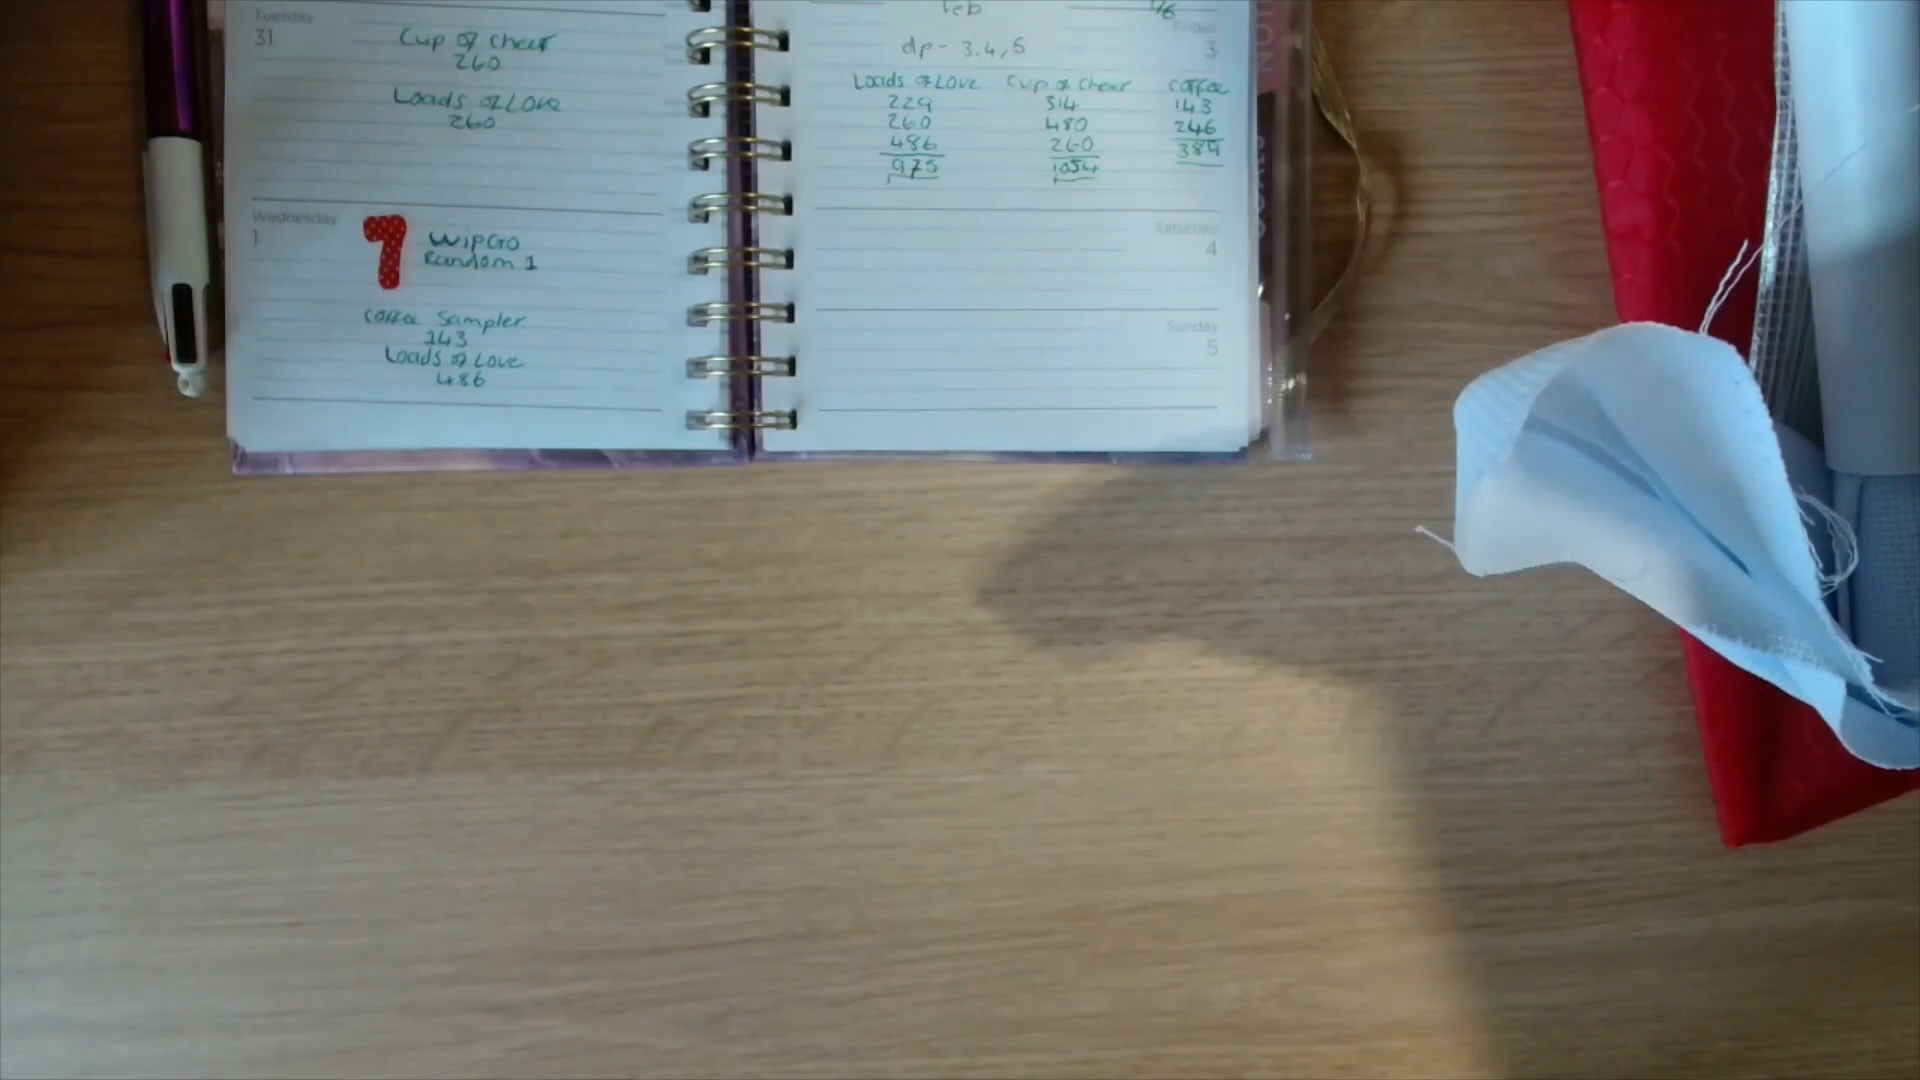 Tuesday
31
Cup of Cheer
260
Loads of Love
260
Wednesday
1
7
WIPGO
Random 1
Coffee Sampler
143
Loads of Love
486
Feb
Friday
3
dp - 3,4,5
Loads of Love Cup of Cheer Coffee
229 314 143
260 480 246
486 260 389
975 1054
Saturday
4
Sunday
5